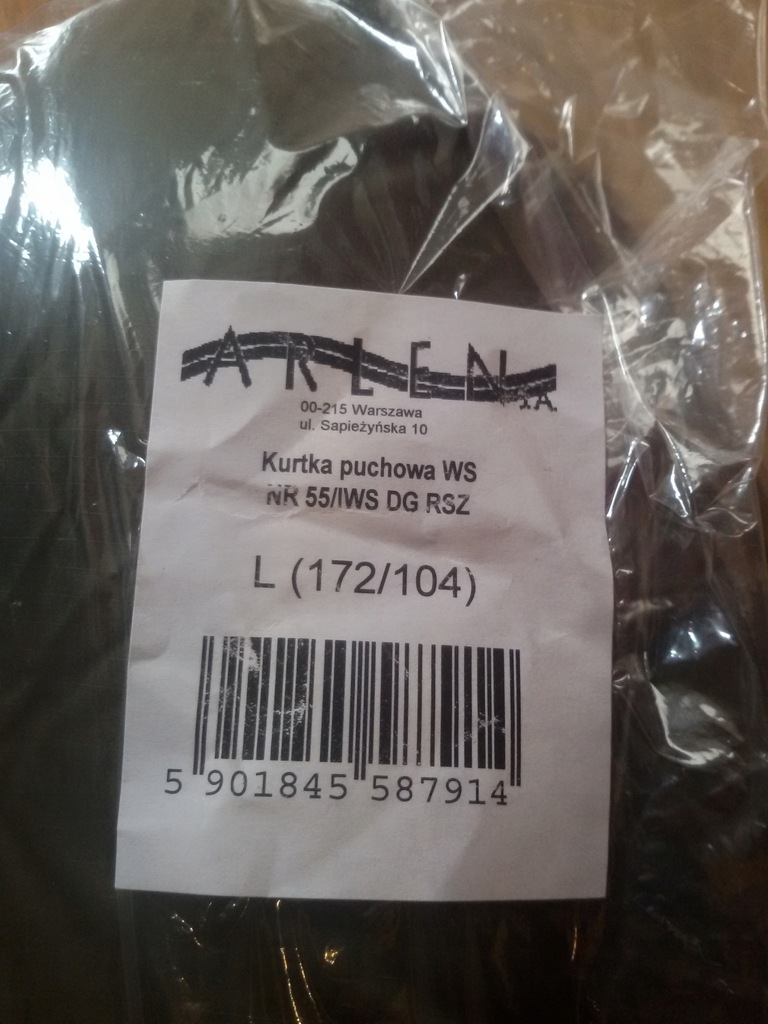 ARLEN S.A.
00-215 Warszawa
ul. Sapieżyńska 10
Kurtka puchowa WS
NR 55/IWS DG RSZ
L (172/104)
5 901845 587914